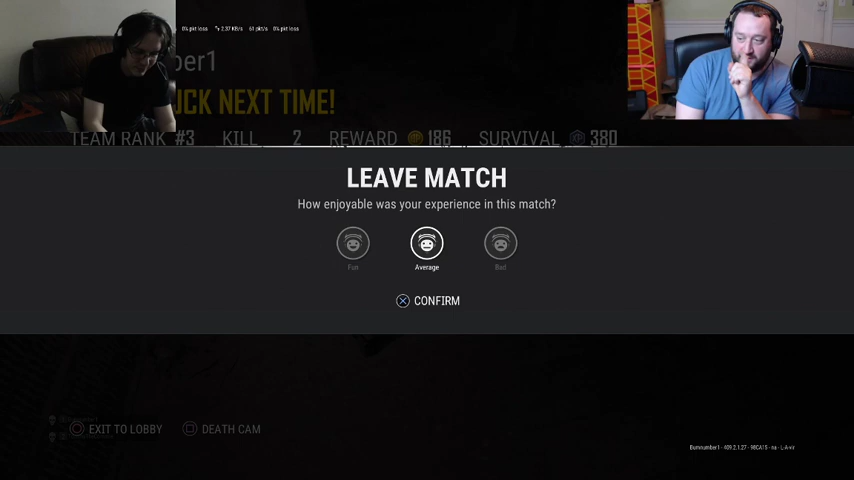 0% pkt loss 2.37 KB/s 61 pkt/s 0% pkt loss
ber1
UCK NEXT TIME!
TEAM RANK #3 KILL 2 REWARD 186 SURVIVAL 380
LEAVE MATCH
How enjoyable was your experience in this match?
Fun Average Bad
CONFIRM
EXIT TO LOBBY DEATH CAM